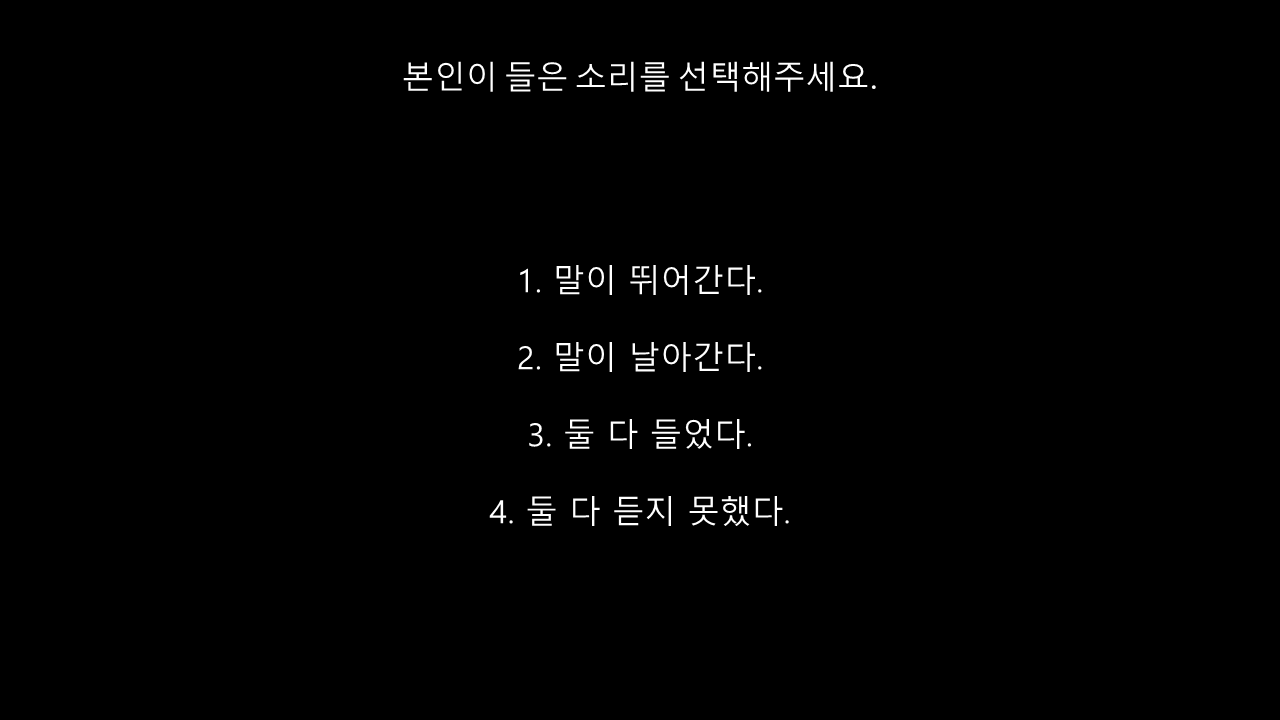 본인이 들은 소리를 선택해주세요.
1. 말이 뛰어간다.
2. 말이 날아간다.
3. 둘 다 들었다.
4. 둘 다 듣지 못했다.